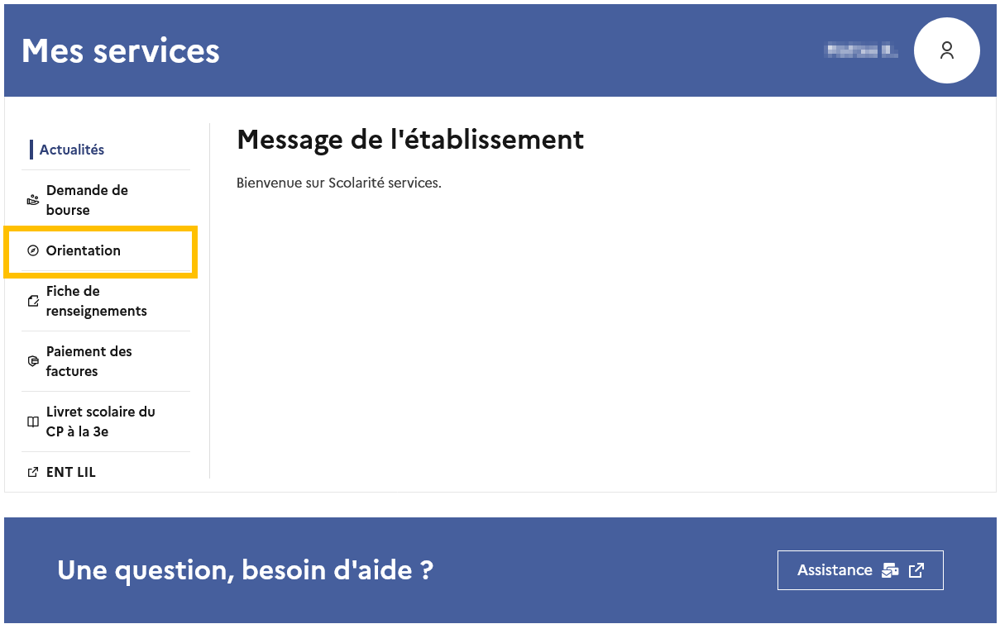 Mes services
Actualités
Demande de
bourse
Orientation
Fiche de
renseignements
Paiement des
factures
Livret scolaire du
CP à la 3e
ENT LIL
Message de l'établissement
Bienvenue sur Scolarité services.
Une question, besoin d'aide ?
Assistance